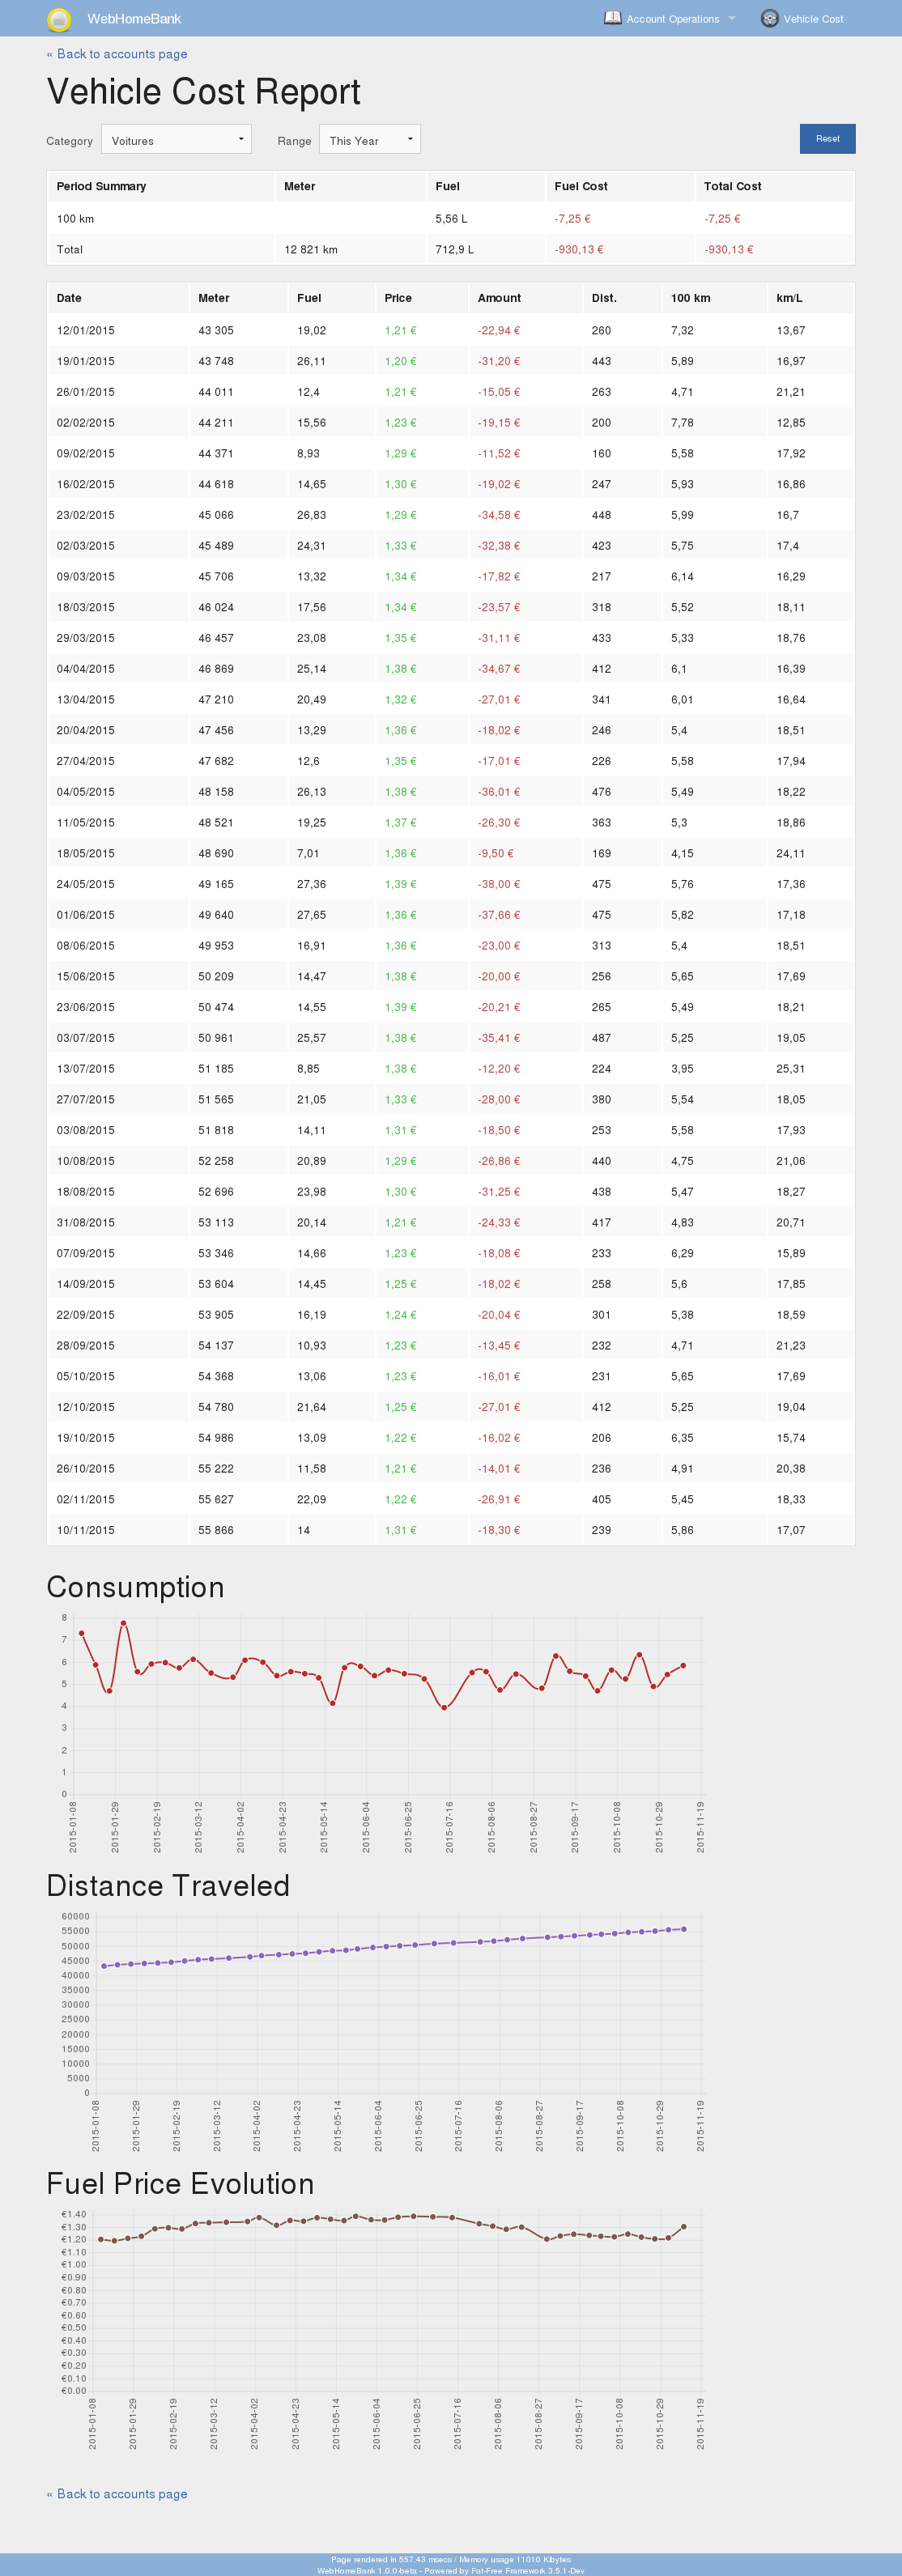 WebHomeBank Account Operations Vehicle Cost
« Back to accounts page
Vehicle Cost Report
Category Voitures Range This Year Reset
Period Summary Meter Fuel Fuel Cost Total Cost
100 km 5,56 L -7,25 € -7,25 €
Total 12 821 km 712,9 L -930,13 € -930,13 €
Date Meter Fuel Price Amount Dist. 100 km km/L
12/01/2015 43 305 19,02 1,21 € -22,94 € 260 7,32 13,67
19/01/2015 43 748 26,11 1,20 € -31,20 € 443 5,89 16,97
26/01/2015 44 011 12,4 1,21 € -15,05 € 263 4,71 21,21
02/02/2015 44 211 15,56 1,23 € -19,15 € 200 7,78 12,85
09/02/2015 44 371 8,93 1,29 € -11,52 € 160 5,58 17,92
16/02/2015 44 618 14,65 1,30 € -19,02 € 247 5,93 16,86
23/02/2015 45 066 26,83 1,29 € -34,58 € 448 5,99 16,7
02/03/2015 45 489 24,31 1,33 € -32,38 € 423 5,75 17,4
09/03/2015 45 706 13,32 1,34 € -17,82 € 217 6,14 16,29
18/03/2015 46 024 17,56 1,34 € -23,57 € 318 5,52 18,11
29/03/2015 46 457 23,08 1,35 € -31,11 € 433 5,33 18,76
04/04/2015 46 869 25,14 1,38 € -34,67 € 412 6,1 16,39
13/04/2015 47 210 20,49 1,32 € -27,01 € 341 6,01 16,64
20/04/2015 47 456 13,29 1,36 € -18,02 € 246 5,4 18,51
27/04/2015 47 682 12,6 1,35 € -17,01 € 226 5,58 17,94
04/05/2015 48 158 26,13 1,38 € -36,01 € 476 5,49 18,22
11/05/2015 48 521 19,25 1,37 € -26,30 € 363 5,3 18,86
18/05/2015 48 690 7,01 1,36 € -9,50 € 169 4,15 24,11
24/05/2015 49 165 27,36 1,39 € -38,00 € 475 5,76 17,36
01/06/2015 49 640 27,65 1,36 € -37,66 € 475 5,82 17,18
08/06/2015 49 953 16,91 1,36 € -23,00 € 313 5,4 18,51
15/06/2015 50 209 14,47 1,38 € -20,00 € 256 5,65 17,69
23/06/2015 50 474 14,55 1,39 € -20,21 € 265 5,49 18,21
03/07/2015 50 961 25,57 1,38 € -35,41 € 487 5,25 19,05
13/07/2015 51 185 8,85 1,38 € -12,20 € 224 3,95 25,31
27/07/2015 51 565 21,05 1,33 € -28,00 € 380 5,54 18,05
03/08/2015 51 818 14,11 1,31 € -18,50 € 253 5,58 17,93
10/08/2015 52 258 20,89 1,29 € -26,86 € 440 4,75 21,06
18/08/2015 52 696 23,98 1,30 € -31,25 € 438 5,47 18,27
31/08/2015 53 113 20,14 1,21 € -24,33 € 417 4,83 20,71
07/09/2015 53 346 14,66 1,23 € -18,08 € 233 6,29 15,89
14/09/2015 53 604 14,45 1,25 € -18,02 € 258 5,6 17,85
22/09/2015 53 905 16,19 1,24 € -20,04 € 301 5,38 18,59
28/09/2015 54 137 10,93 1,23 € -13,45 € 232 4,71 21,23
05/10/2015 54 368 13,06 1,23 € -16,01 € 231 5,65 17,69
12/10/2015 54 780 21,64 1,25 € -27,01 € 412 5,25 19,04
19/10/2015 54 986 13,09 1,22 € -16,02 € 206 6,35 15,74
26/10/2015 55 222 11,58 1,21 € -14,01 € 236 4,91 20,38
02/11/2015 55 627 22,09 1,22 € -26,91 € 405 5,45 18,33
10/11/2015 55 866 14 1,31 € -18,30 € 239 5,86 17,07
Consumption
8
7
6
5
4
3
2
1
0
2015-01-08 2015-01-29 2015-02-19 2015-03-12 2015-04-02 2015-04-23 2015-05-14 2015-06-04 2015-06-25 2015-07-16 2015-08-06 2015-08-27 2015-09-17 2015-10-08 2015-10-29 2015-11-19
Distance Traveled
60000
55000
50000
45000
40000
35000
30000
25000
20000
15000
10000
5000
0
2015-01-08 2015-01-29 2015-02-19 2015-03-12 2015-04-02 2015-04-23 2015-05-14 2015-06-04 2015-06-25 2015-07-16 2015-08-06 2015-08-27 2015-09-17 2015-10-08 2015-10-29 2015-11-19
Fuel Price Evolution
€1.40
€1.30
€1.20
€1.10
€1.00
€0.90
€0.80
€0.70
€0.60
€0.50
€0.40
€0.30
€0.20
€0.10
€0.00
2015-01-08 2015-01-29 2015-02-19 2015-03-12 2015-04-02 2015-04-23 2015-05-14 2015-06-04 2015-06-25 2015-07-16 2015-08-06 2015-08-27 2015-09-17 2015-10-08 2015-10-29 2015-11-19
« Back to accounts page
Page rendered in 557.43 msecs / Memory usage 11010 Kibytes
WebHomeBank 1.0.0-beta - Powered by Fat-Free Framework 3.5.1-Dev